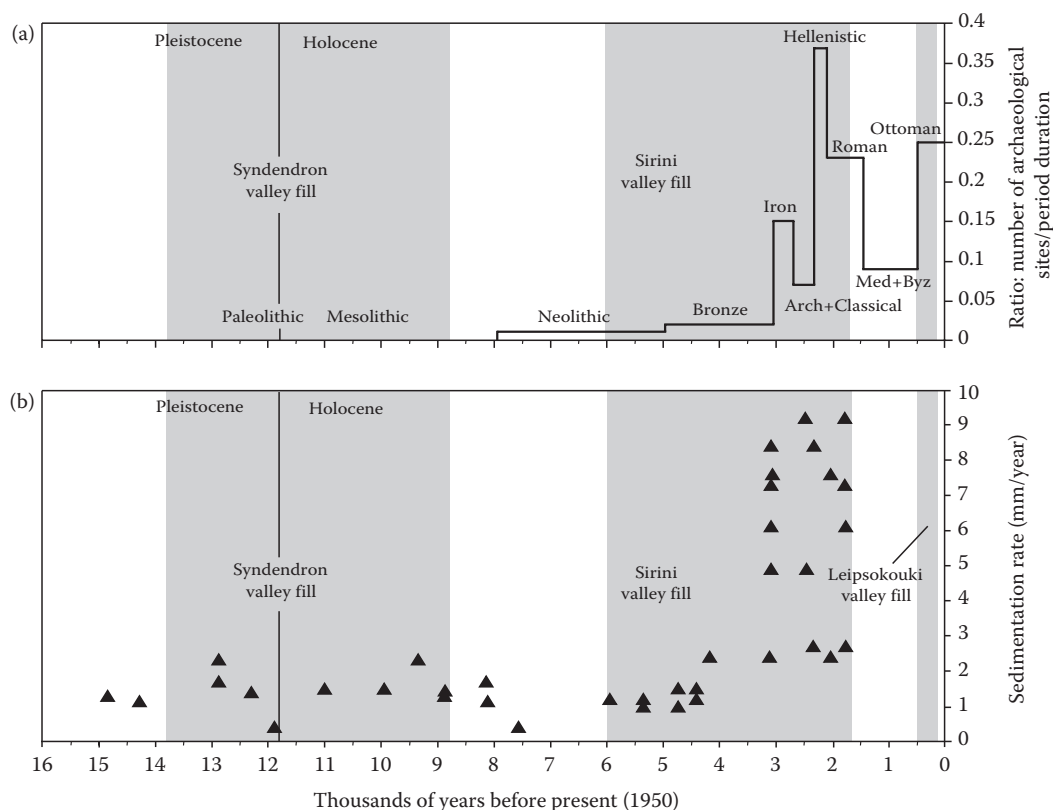 (a)
Pleistocene
Holocene
Syndendron
valley fill
Paleolithic
Mesolithic
Neolithic
Bronze
Sirini
valley fill
Iron
Arch+Classical
Hellenistic
Roman
Med+Byz
Ottoman
0.4
0.35
0.3
0.25
0.2
0.15
0.1
0.05
0
Ratio: number of archaeological
sites/period duration
(b)
Pleistocene
Holocene
Syndendron
valley fill
Sirini
valley fill
Leipsokouki
valley fill
10
9
8
7
6
5
4
3
2
1
0
Sedimentation rate (mm/year)
16 15 14 13 12 11 10 9 8 7 6 5 4 3 2 1 0
Thousands of years before present (1950)